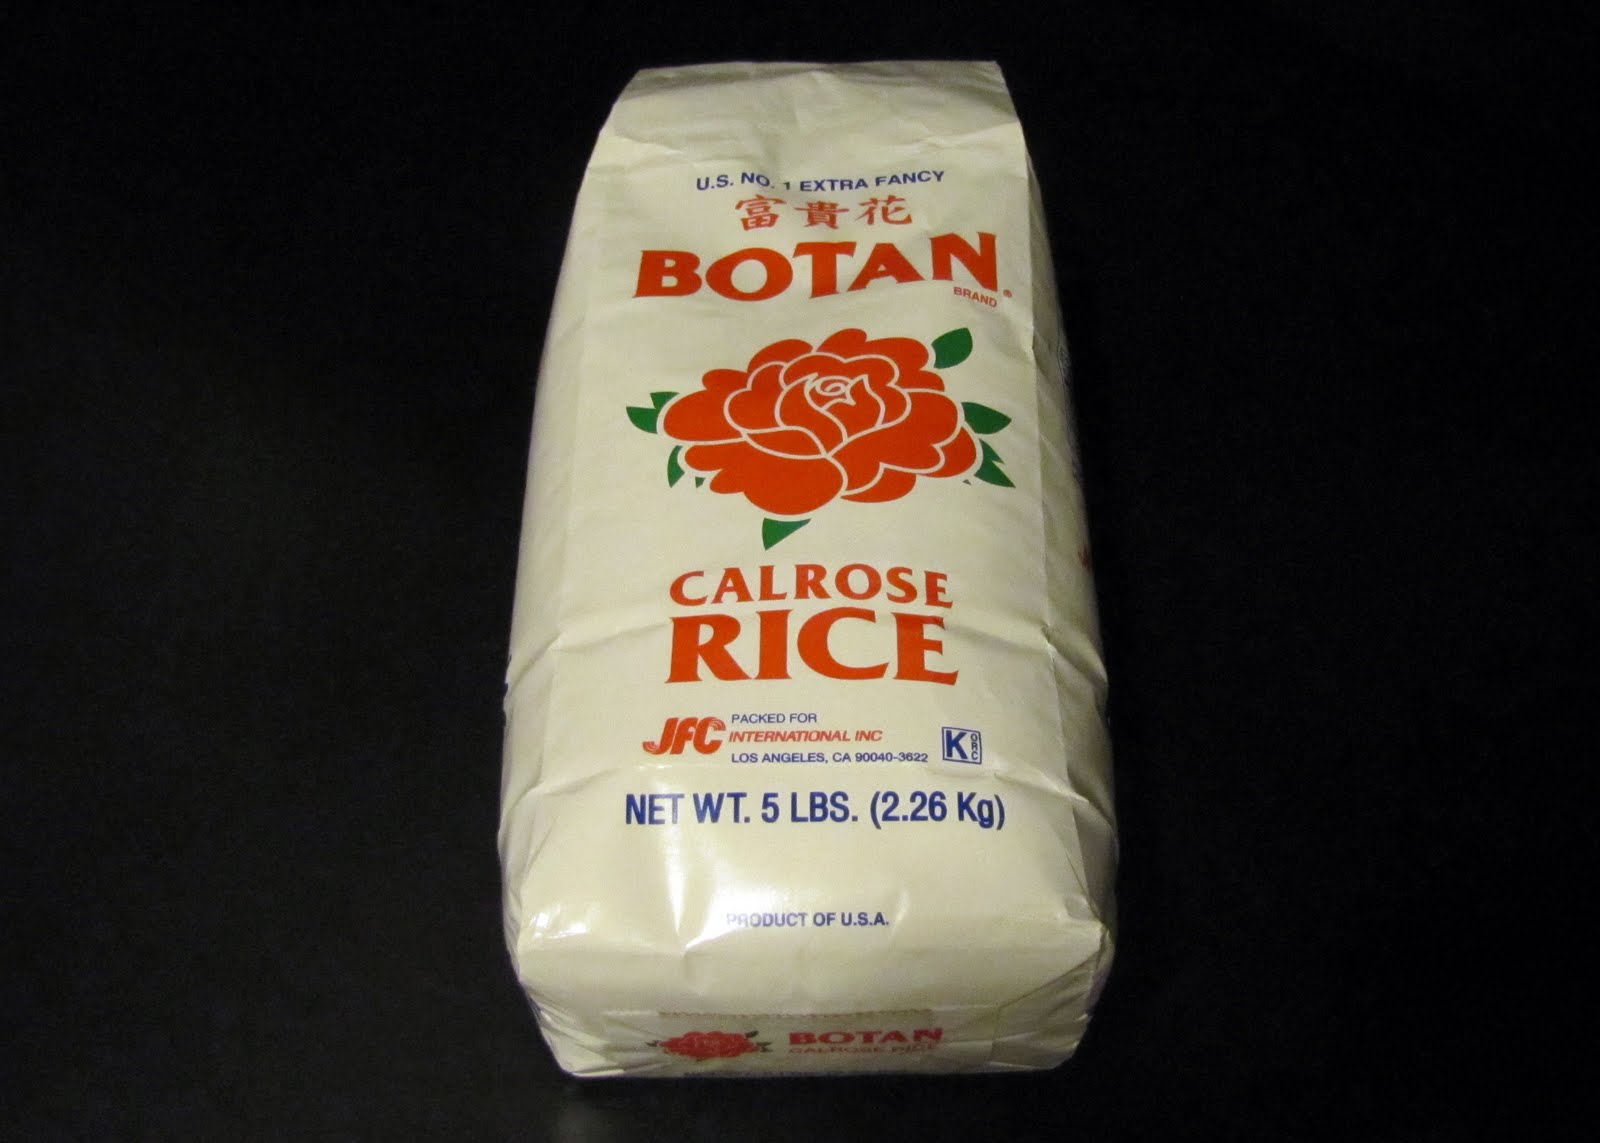 U.S. NO. 1 EXTRA FANCY
富貴花
BOTAN
BRAND®
CALROSE
RICE
JFC PACKED FOR
INTERNATIONAL INC
LOS ANGELES, CA 90040-3622
K ORC
NET WT. 5 LBS. (2.26 Kg)
PRODUCT OF U.S.A.
BOTAN
CALROSE RICE